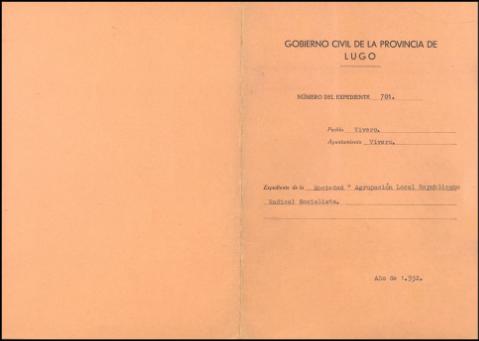 GOBIERNO CIVIL DE LA PROVINCIA DE
LUGO
NÚMERO DEL EXPEDIENTE 701.
Pueblo Vivero.
Ayuntamiento Vivero.
Expediente de la Sociedad " Agrupación Local Republicana
Radical Socialista.
Año de 1.932.